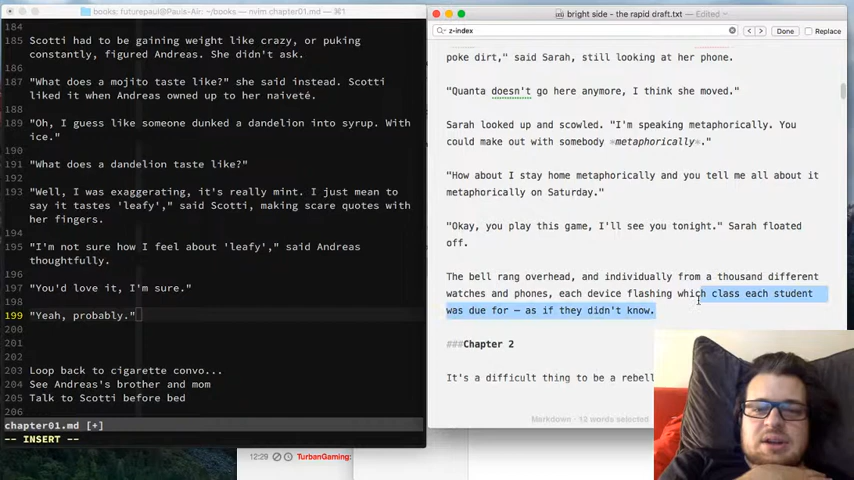 books: futurepaul@Pauls-Air: ~/books — nvim chapter01.md — ⌘1
184
185 Scotti had to be gaining weight like crazy, or puking
constantly, figured Andreas. She didn't ask.
186
187 "What does a mojito taste like?" she said instead. Scotti
liked it when Andreas owned up to her naiveté.
188
189 "Oh, I guess like someone dunked a dandelion into syrup. With
ice."
190
191 "What does a dandelion taste like?"
192
193 "Well, I was exaggerating, it's really mint. I just mean to
say it tastes 'leafy'," said Scotti, making scare quotes with
her fingers.
194
195 "I'm not sure how I feel about 'leafy'," said Andreas
thoughtfully.
196
197 "You'd love it, I'm sure."
198
199 "Yeah, probably."
200
201
202
203 Loop back to cigarette convo...
204 See Andreas's brother and mom
205 Talk to Scotti before bed
206
chapter01.md [+]
-- INSERT --
12:29 TurbanGaming:
bright side - the rapid draft.txt — Edited
z-index
Done
Replace
poke dirt," said Sarah, still looking at her phone.
"Quanta doesn't go here anymore, I think she moved."
Sarah looked up and scowled. "I'm speaking metaphorically. You
could make out with somebody *metaphorically*."
"How about I stay home metaphorically and you tell me all about it
metaphorically on Saturday."
"Okay, you play this game, I'll see you tonight." Sarah floated
off.
The bell rang overhead, and individually from a thousand different
watches and phones, each device flashing which class each student
was due for — as if they didn't know.
###Chapter 2
It's a difficult thing to be a rebell
Markdown - 12 words selected